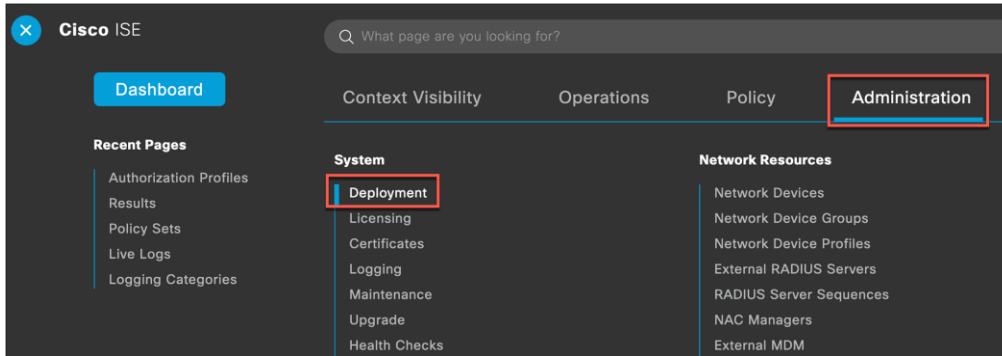 Cisco ISE
What page are you looking for?
Dashboard
Context Visibility
Operations
Policy
Administration
Recent Pages
Authorization Profiles
Results
Policy Sets
Live Logs
Logging Categories
System
Deployment
Licensing
Certificates
Logging
Maintenance
Upgrade
Health Checks
Network Resources
Network Devices
Network Device Groups
Network Device Profiles
External RADIUS Servers
RADIUS Server Sequences
NAC Managers
External MDM